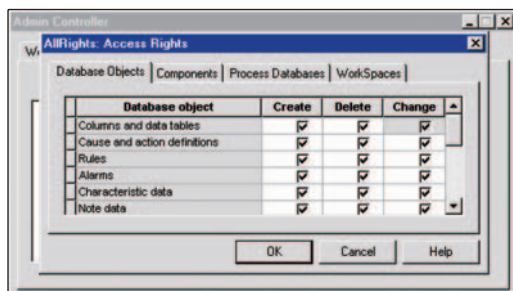 Admin Controller
AllRights: Access Rights
Database Objects Components Process Databases WorkSpaces
Database object Create Delete Change
Columns and data tables
Cause and action definitions
Rules
Alarms
Characteristic data
Note data
OK Cancel Help